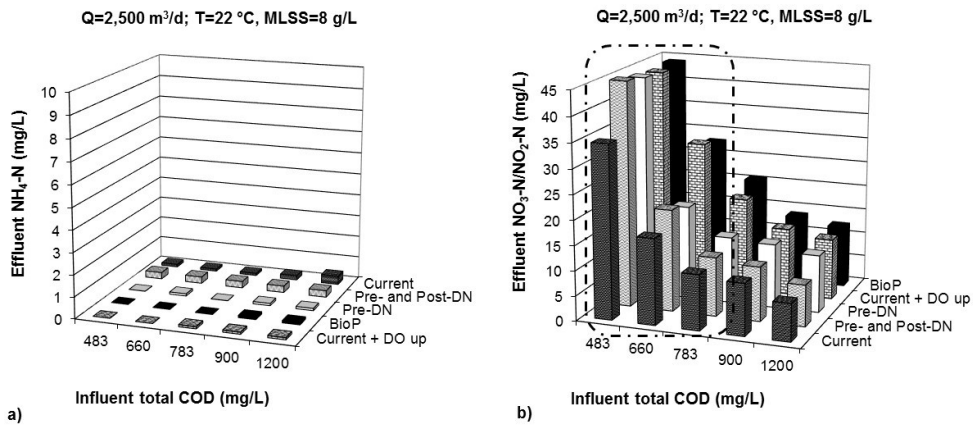 Q=2,500 m³/d; T=22 °C, MLSS=8 g/L
Effluent NH₄-N (mg/L)
10
9
8
7
6
5
4
3
2
1
0
483
660
783
900
1200
Current
Pre- and Post-DN
Pre-DN
BioP
Current + DO up
Influent total COD (mg/L)
a)
Q=2,500 m³/d; T=22 °C, MLSS=8 g/L
Effluent NO₃-N/NO₂-N (mg/L)
45
40
35
30
25
20
15
10
5
0
483
660
783
900
1200
BioP
Current + DO up
Pre-DN
Pre- and Post-DN
Current
Influent total COD (mg/L)
b)